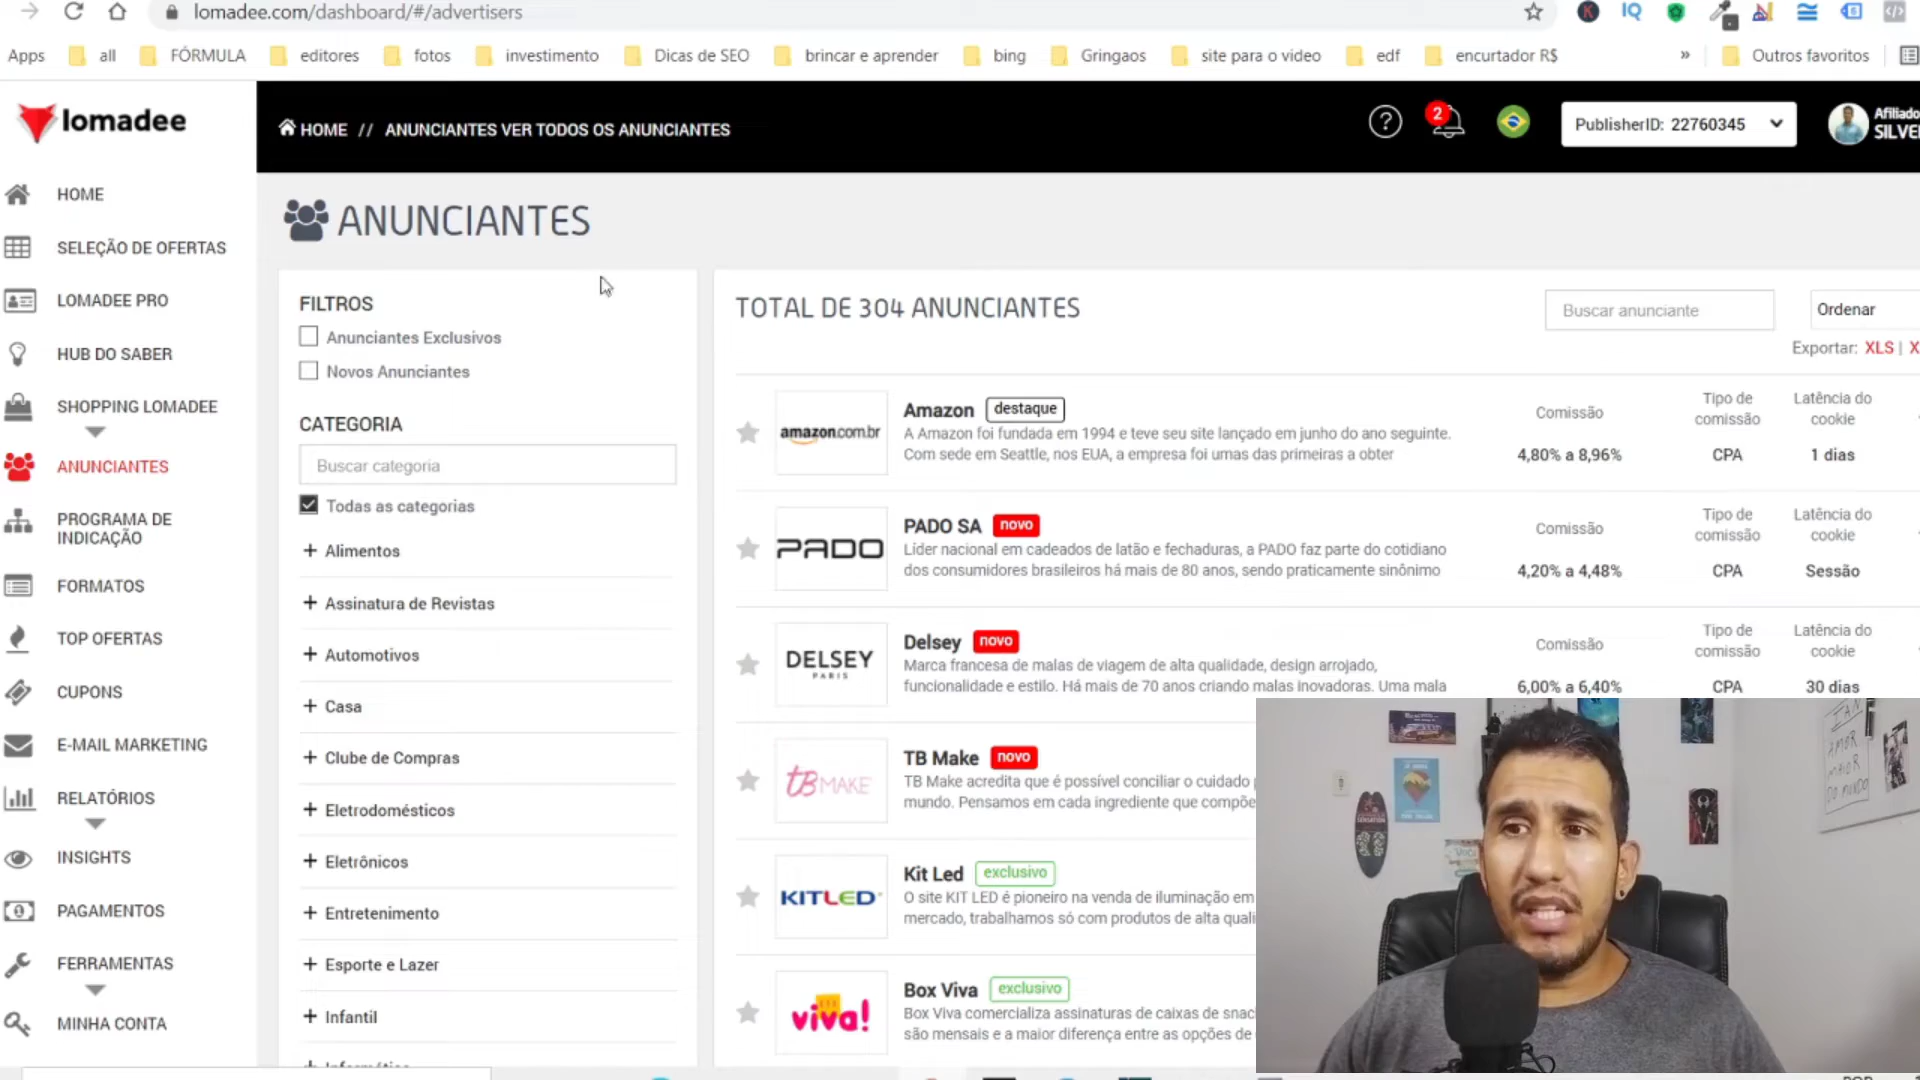 lomadee.com/dashboard/#/advertisers
Apps all FÓRMULA editores fotos investimento Dicas de SEO brincar e aprender bing Gringaos site para o video edf encurtador R$ » Outros favoritos
lomadee
HOME // ANUNCIANTES VER TODOS OS ANUNCIANTES
2
PublisherID: 22760345
Afiliado
SILVE
HOME
SELEÇÃO DE OFERTAS
LOMADEE PRO
HUB DO SABER
SHOPPING LOMADEE
ANUNCIANTES
PROGRAMA DE
INDICAÇÃO
FORMATOS
TOP OFERTAS
CUPONS
E-MAIL MARKETING
RELATÓRIOS
INSIGHTS
PAGAMENTOS
FERRAMENTAS
MINHA CONTA
ANUNCIANTES
FILTROS
Anunciantes Exclusivos
Novos Anunciantes
CATEGORIA
Buscar categoria
Todas as categorias
+ Alimentos
+ Assinatura de Revistas
+ Automotivos
+ Casa
+ Clube de Compras
+ Eletrodomésticos
+ Eletrônicos
+ Entretenimento
+ Esporte e Lazer
+ Infantil
TOTAL DE 304 ANUNCIANTES
Buscar anunciante
Ordenar
Exportar: XLS | X
amazon.com.br
Amazon destaque
A Amazon foi fundada em 1994 e teve seu site lançado em junho do ano seguinte.
Com sede em Seattle, nos EUA, a empresa foi umas das primeiras a obter
Comissão
4,80% a 8,96%
Tipo de
comissão
CPA
Latência do
cookie
1 dias
PADO
PADO SA novo
Líder nacional em cadeados de latão e fechaduras, a PADO faz parte do cotidiano
dos consumidores brasileiros há mais de 80 anos, sendo praticamente sinônimo
Comissão
4,20% a 4,48%
Tipo de
comissão
CPA
Latência do
cookie
Sessão
DELSEY
PARIS
Delsey novo
Marca francesa de malas de viagem de alta qualidade, design arrojado,
funcionalidade e estilo. Há mais de 70 anos criando malas inovadoras. Uma mala
Comissão
6,00% a 6,40%
Tipo de
comissão
CPA
Latência do
cookie
30 dias
tB MAKE
TB Make novo
TB Make acredita que é possível conciliar o cuidado
mundo. Pensamos em cada ingrediente que compõe
KITLED
Kit Led exclusivo
O site KIT LED é pioneiro na venda de iluminação em
mercado, trabalhamos só com produtos de alta quali
viva!
Box Viva exclusivo
Box Viva comercializa assinaturas de caixas de snac
são mensais e a maior diferença entre as opções de
AMOR
MAIOR
DO MUNDO